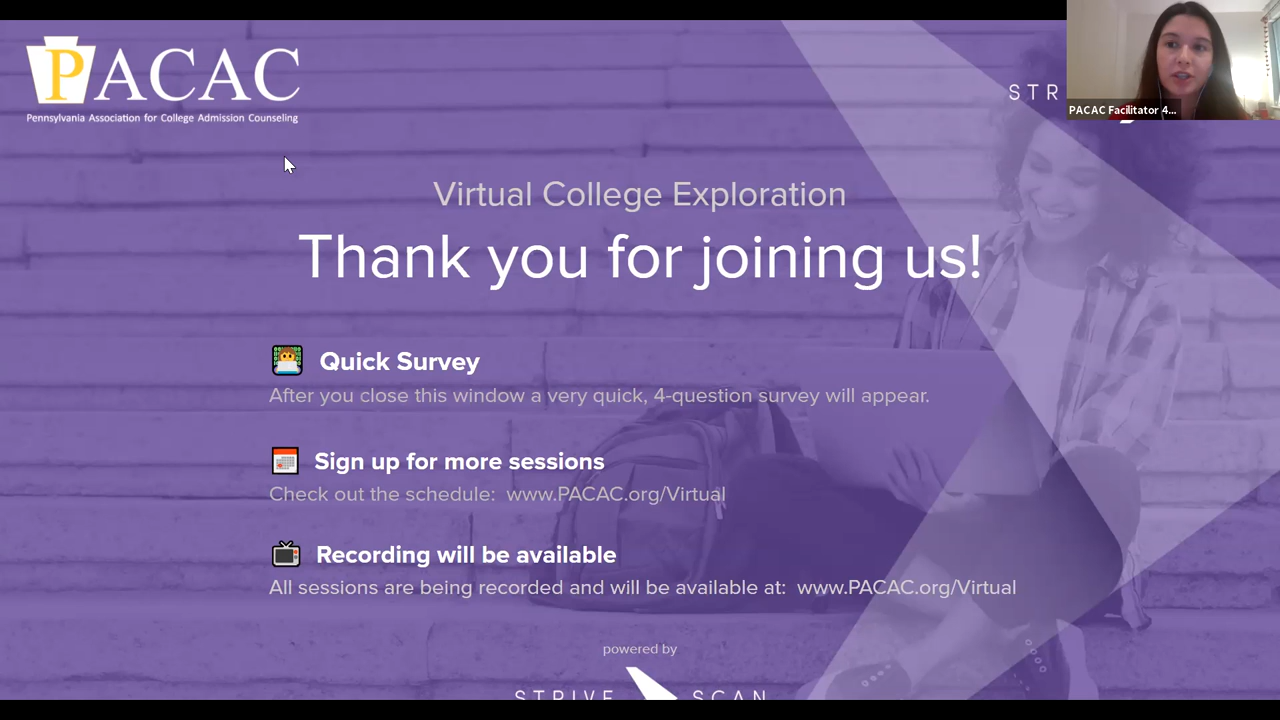 PACAC
Pennsylvania Association for College Admission Counseling
STR
PACAC Facilitator 4...
Virtual College Exploration
Thank you for joining us!
Quick Survey
After you close this window a very quick, 4-question survey will appear.
Sign up for more sessions
Check out the schedule: www.PACAC.org/Virtual
Recording will be available
All sessions are being recorded and will be available at: www.PACAC.org/Virtual
powered by
STRIVE SCAN